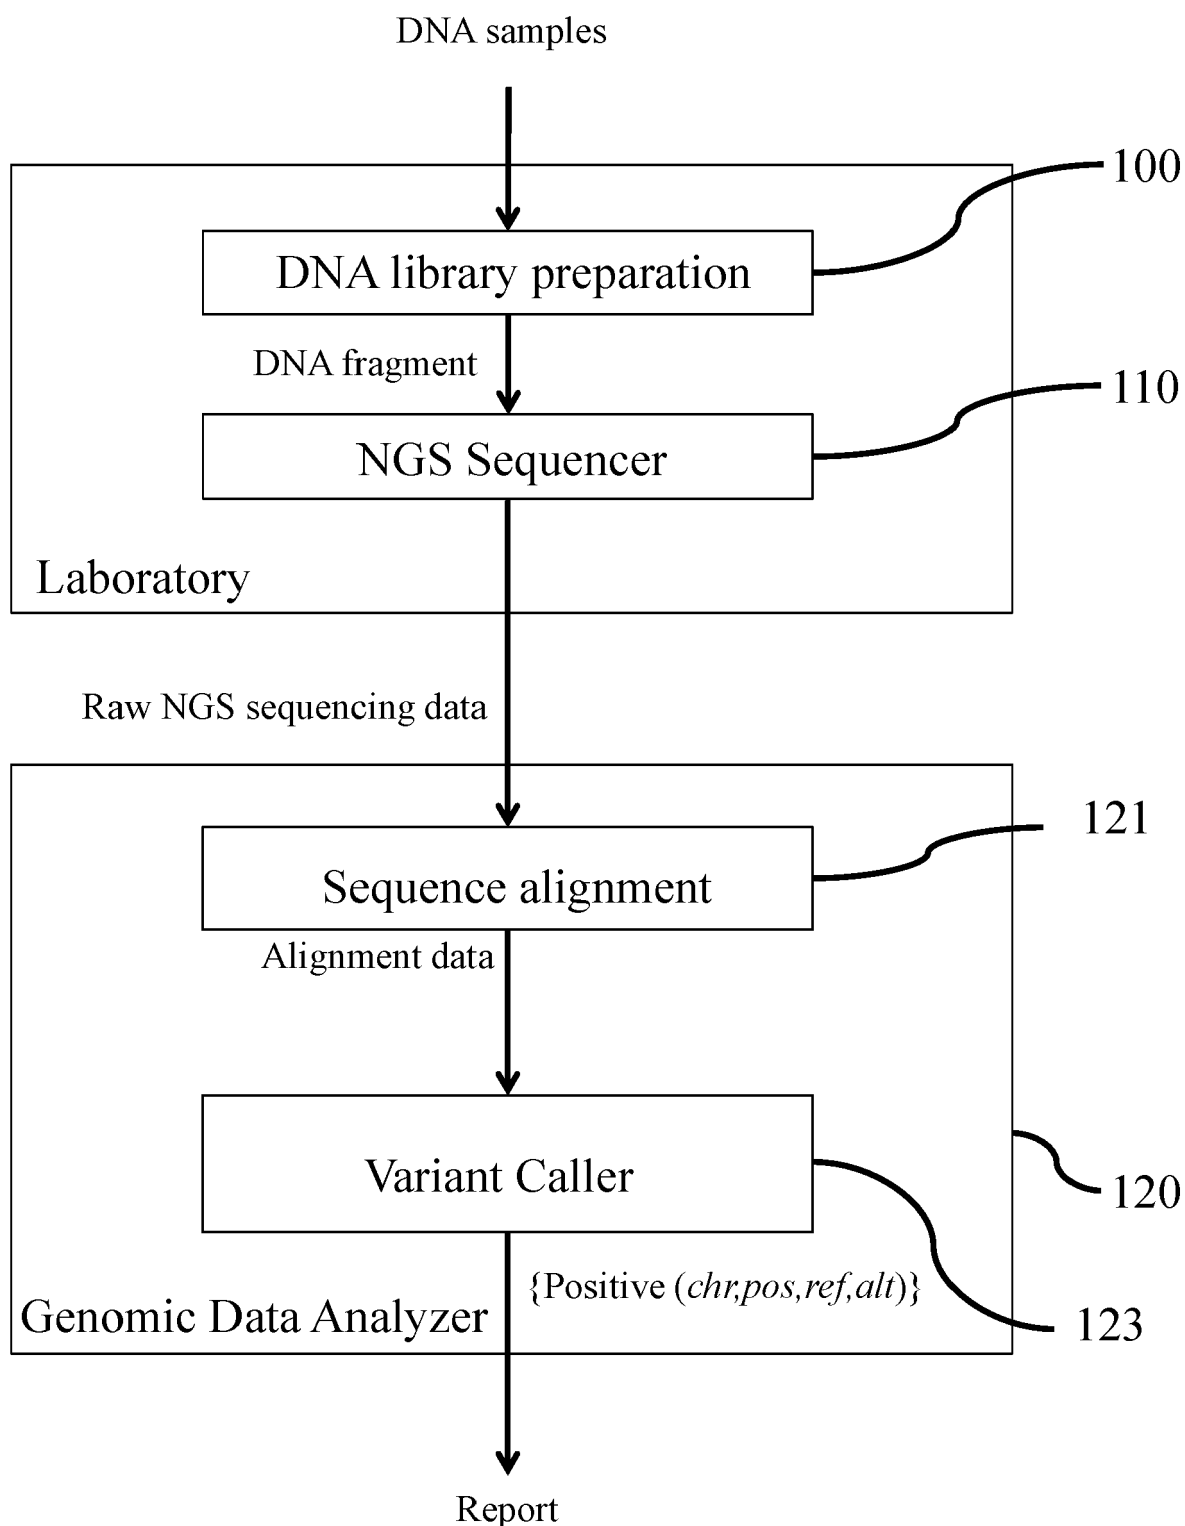 DNA samples
100
DNA library preparation
DNA fragment
110
NGS Sequencer
Laboratory
Raw NGS sequencing data
121
Sequence alignment
Alignment data
Variant Caller
120
{Positive (chr,pos,ref,alt)}
Genomic Data Analyzer
123
Report